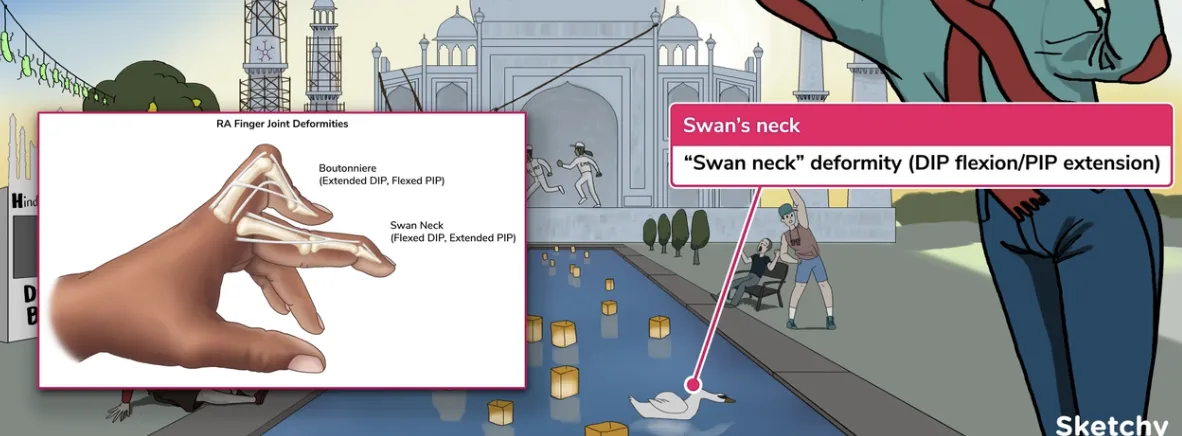 RA Finger Joint Deformities
Boutonniere
(Extended DIP, Flexed PIP)
Swan Neck
(Flexed DIP, Extended PIP)
Swan's neck
“Swan neck” deformity (DIP flexion/PIP extension)
Hind
D
B
Sketchy